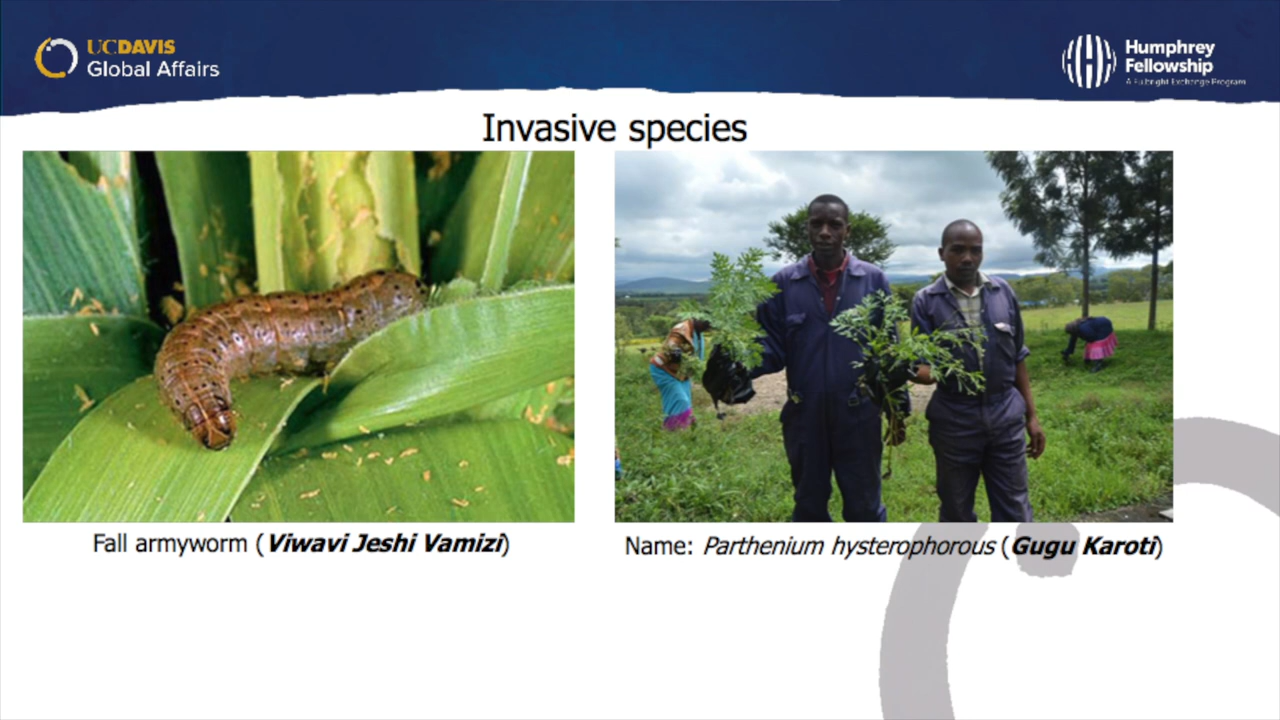 UCDAVIS
Global Affairs
Humphrey
Fellowship
A Fulbright Exchange Program
Invasive species
Fall armyworm (Viwavi Jeshi Vamizi)
Name: Parthenium hysterophorous (Gugu Karoti)